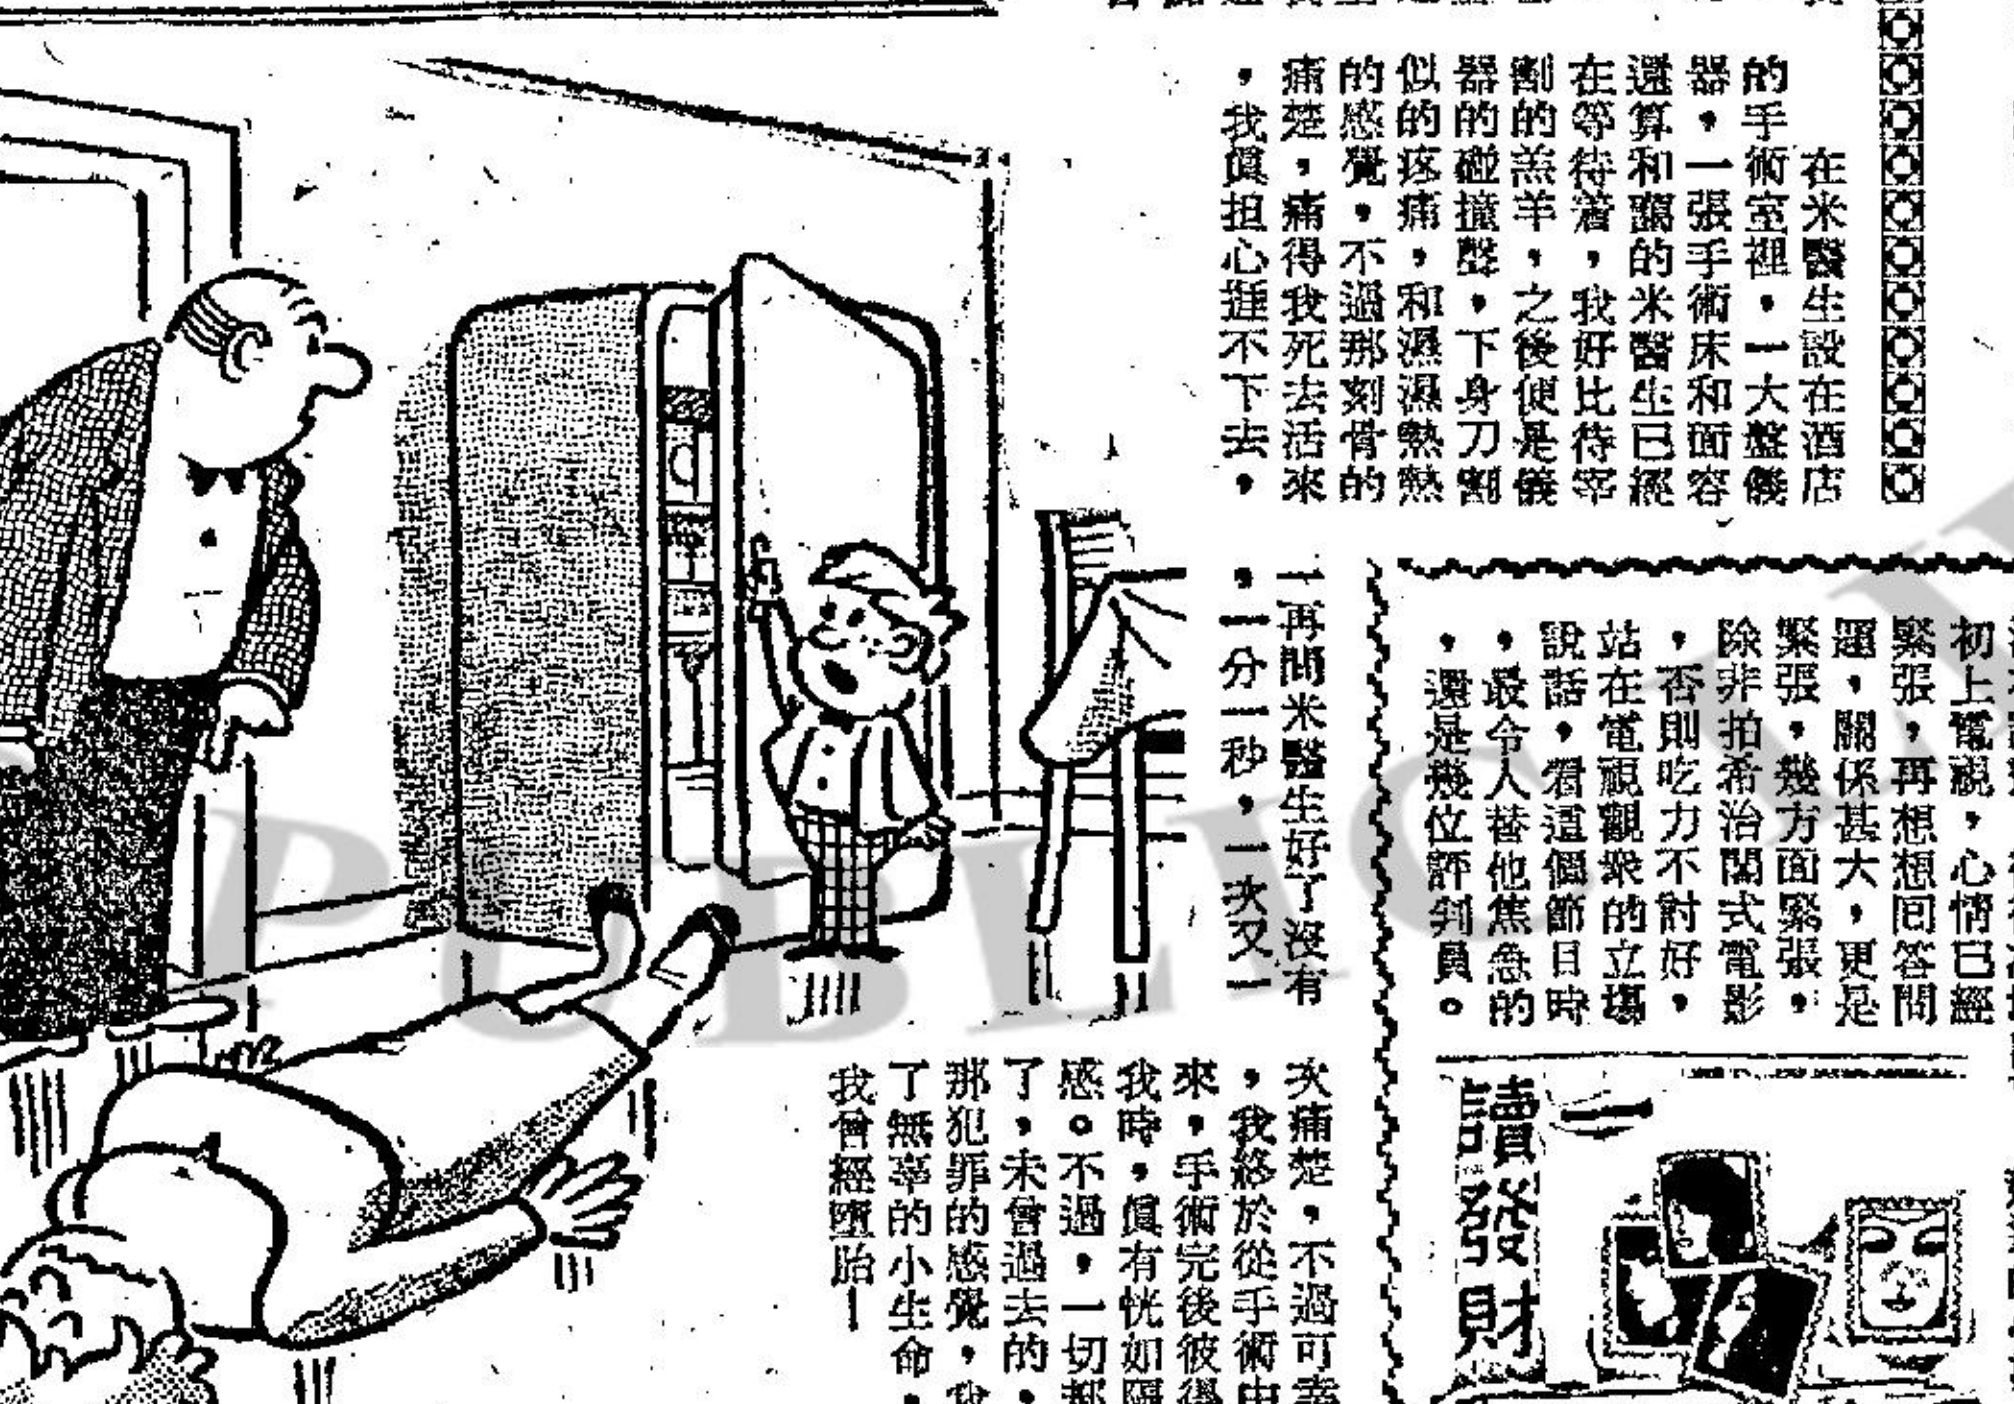 在米醫生設在酒店
的手術室裡，一大盤儀
器，一張手術床和面容
還算和藹的米醫生已經
在等待着，我好比待宰
割的羔羊，之後便是儀
器的碰撞聲，下身刀割
似的疼痛，和濕濕熱熱
的感覺，不過那刻骨的
痛楚，痛得我死去活來
，我眞担心捱不下去，
一再問米醫生好了沒有
，一分一秒，一次又一
次痛楚，不過可幸
，我終於從手術中
來，手術完後彼得
我時，眞有恍如隔
感。不過，一切都
了，未曾過去的，
那犯罪的感覺，我
了無辜的小生命，
我曾經墮胎—
初上電視，心情已經
緊張，再想想回答問
題，關係甚大，更是
緊張，幾方面緊張，
除非拍希治閣式電影
，否則吃力不討好，
站在電視觀衆的立場
說話，看這個節目時
，最令人替他焦急的
，還是幾位評判員。
讀發財
PUBLIC LI